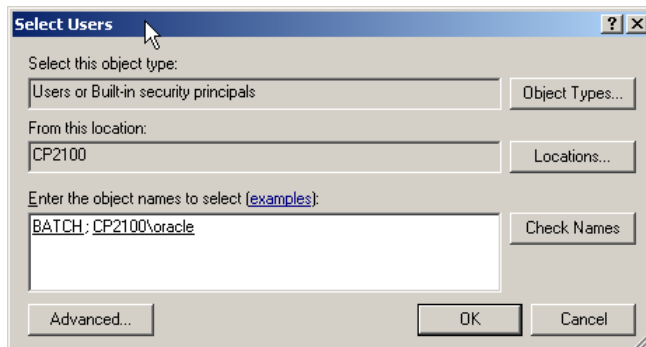 Select Users
Select this object type:
Users or Built-in security principals
Object Types...
From this location:
CP2100
Locations...
Enter the object names to select (examples):
BATCH; CP2100\oracle
Check Names
Advanced...
OK
Cancel